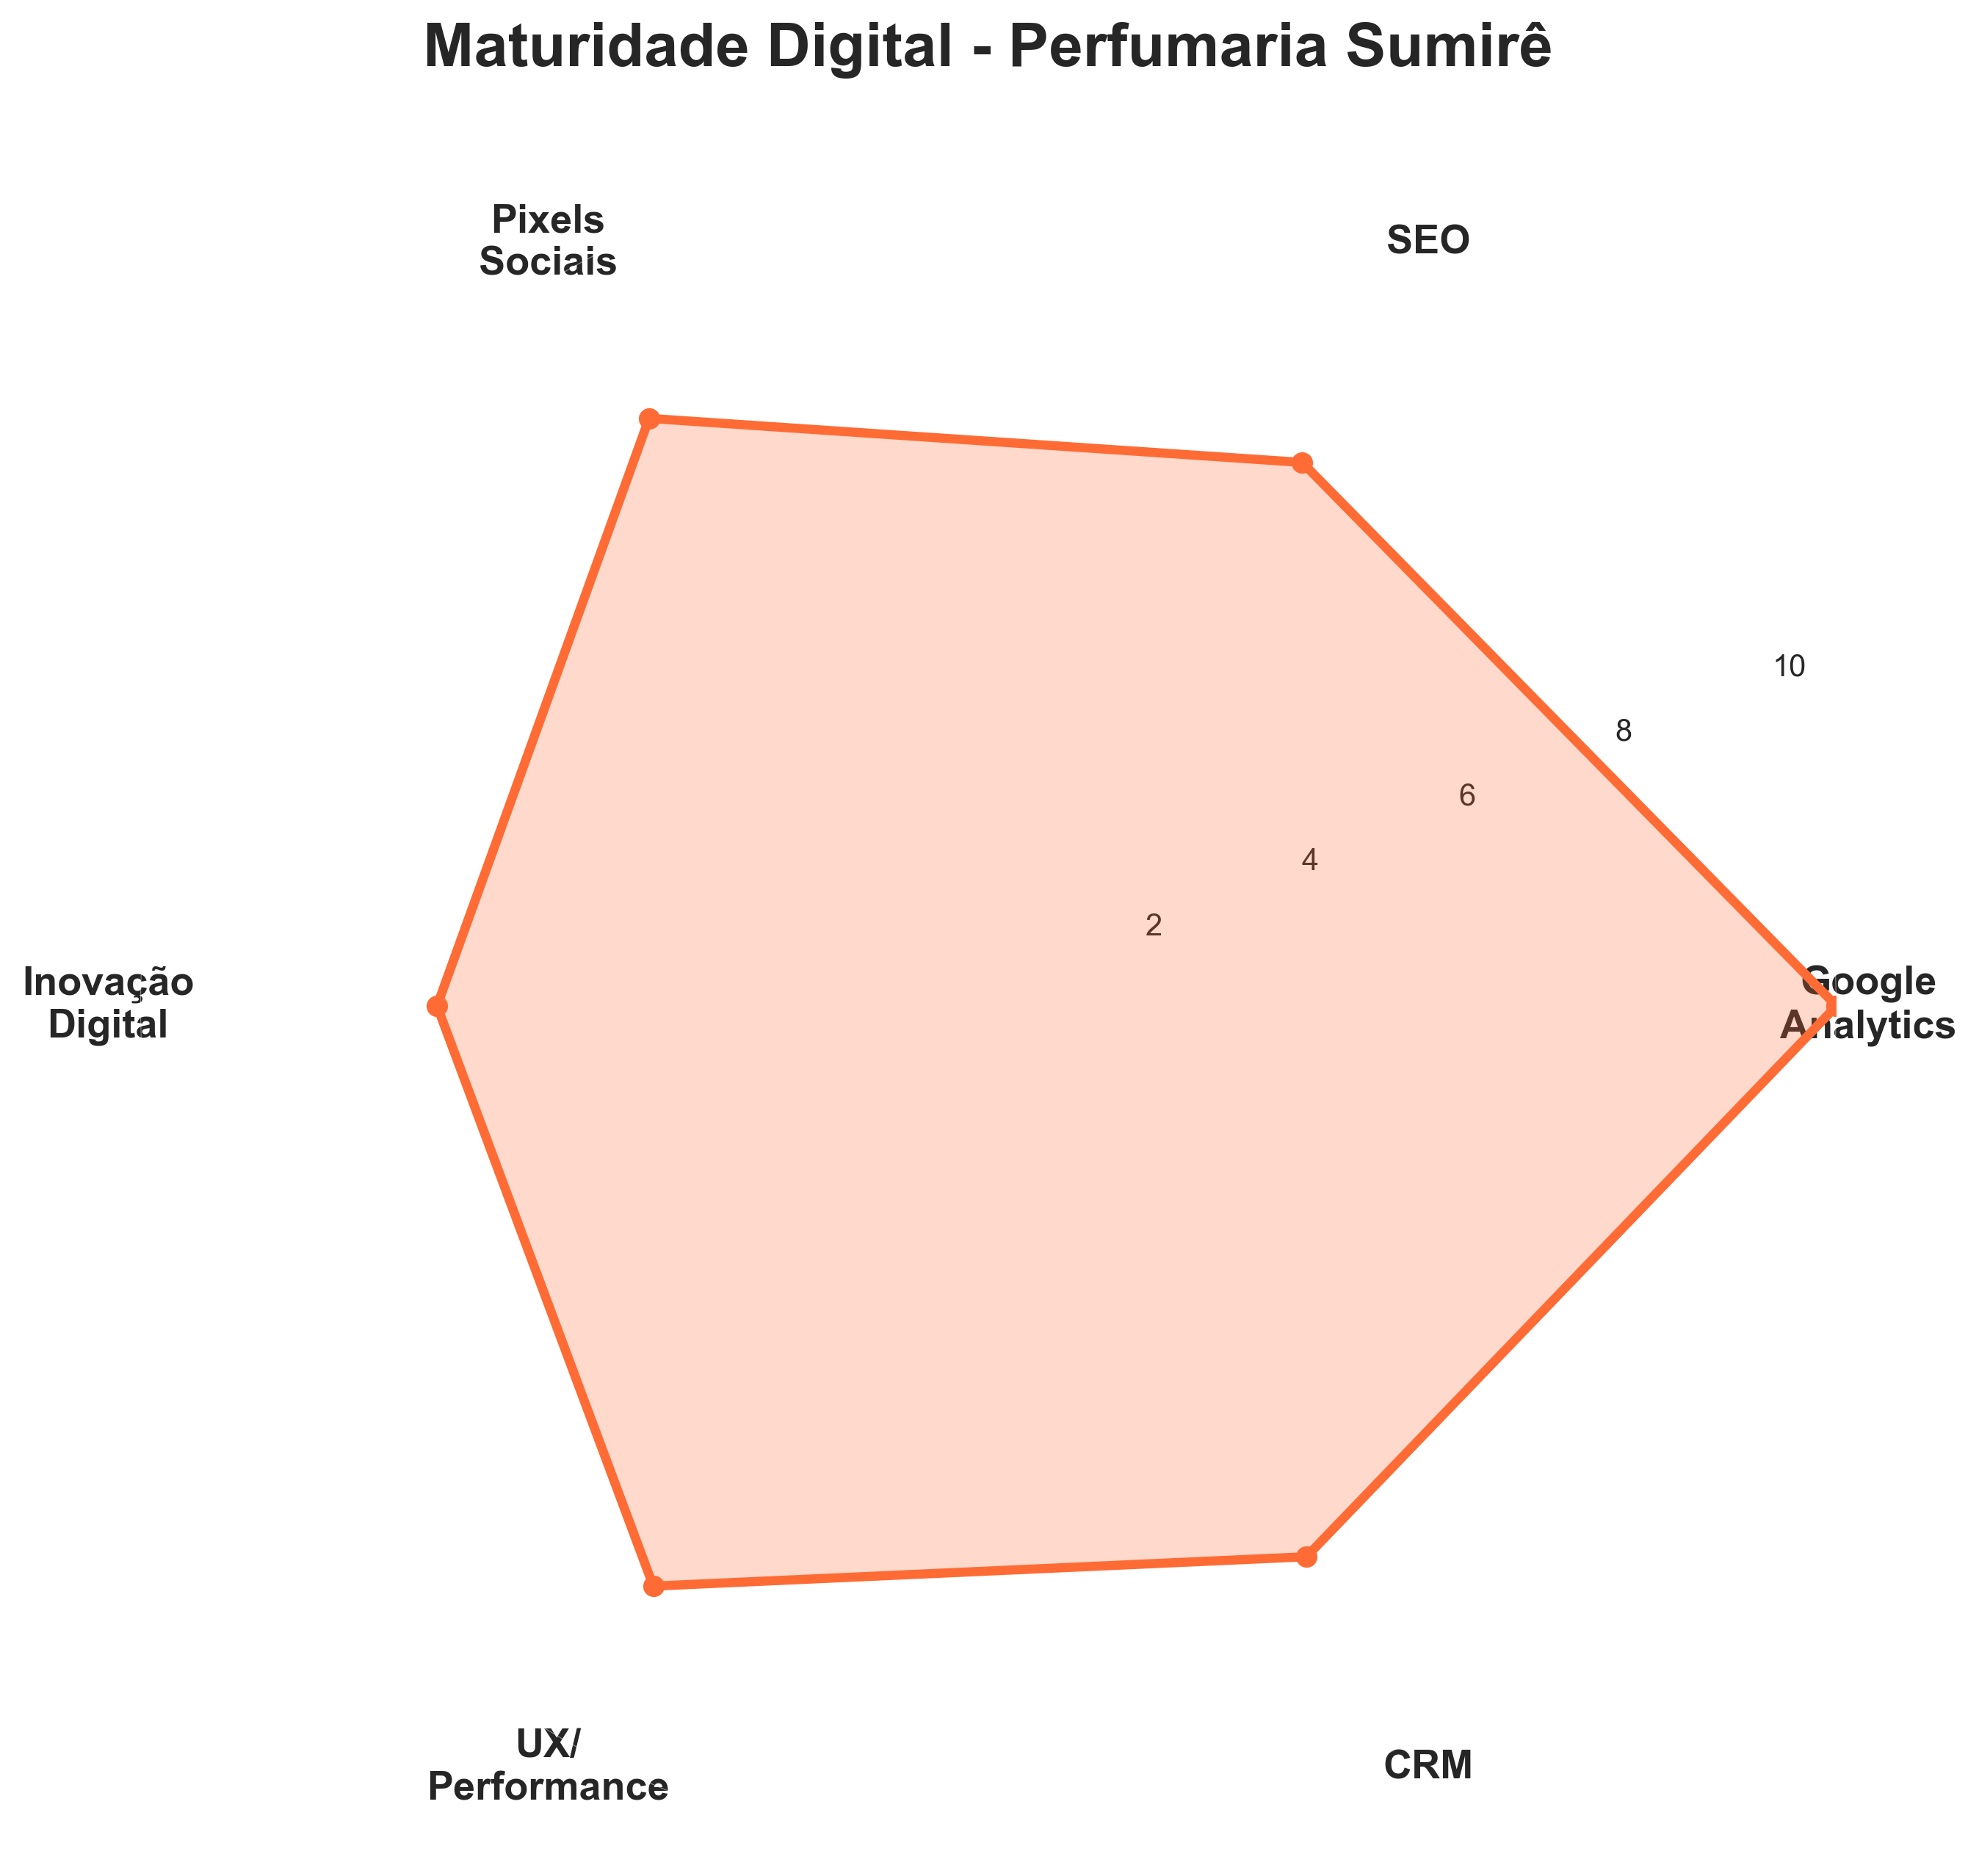 Maturidade Digital - Perfumaria Sumirê
Pixels
Sociais
SEO
10
8
6
4
2
Inovação
Digital
Google
Analytics
UX/
Performance
CRM